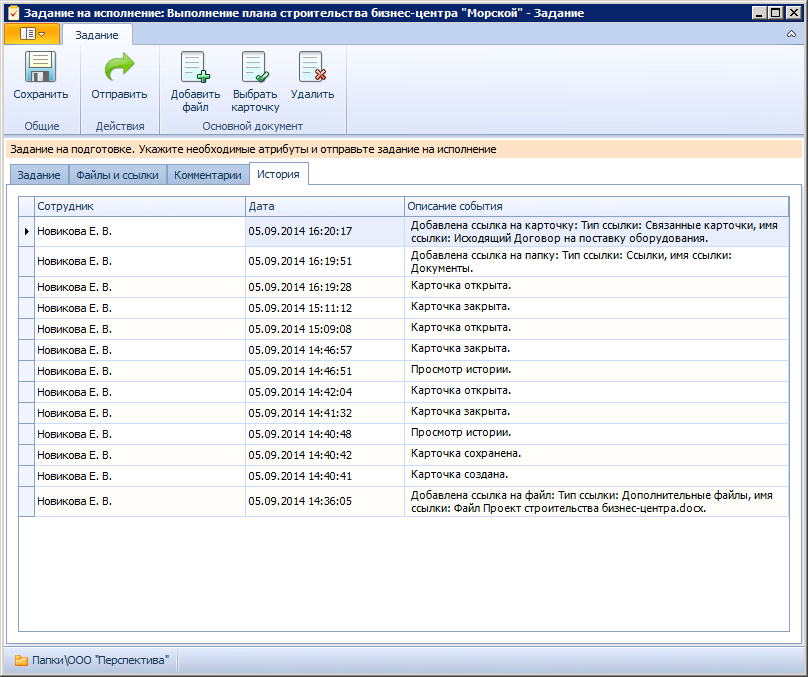 Задание на исполнение: Выполнение плана строительства бизнес-центра "Морской" - Задание
Задание
Сохранить
Отправить
Добавить файл
Выбрать карточку
Удалить
Общие
Действия
Основной документ
Задание на подготовке. Укажите необходимые атрибуты и отправьте задание на исполнение
Задание Файлы и ссылки Комментарии История
Сотрудник Дата Описание события
Новикова Е. В. 05.09.2014 16:20:17 Добавлена ссылка на карточку: Тип ссылки: Связанные карточки, имя
ссылки: Исходящий Договор на поставку оборудования.
Новикова Е. В. 05.09.2014 16:19:51 Добавлена ссылка на папку: Тип ссылки: Ссылки, имя ссылки:
Документы.
Новикова Е. В. 05.09.2014 16:19:28 Карточка открыта.
Новикова Е. В. 05.09.2014 15:11:12 Карточка закрыта.
Новикова Е. В. 05.09.2014 15:09:08 Карточка открыта.
Новикова Е. В. 05.09.2014 14:46:57 Карточка закрыта.
Новикова Е. В. 05.09.2014 14:46:51 Просмотр истории.
Новикова Е. В. 05.09.2014 14:42:04 Карточка открыта.
Новикова Е. В. 05.09.2014 14:41:32 Карточка закрыта.
Новикова Е. В. 05.09.2014 14:40:48 Просмотр истории.
Новикова Е. В. 05.09.2014 14:40:42 Карточка сохранена.
Новикова Е. В. 05.09.2014 14:40:41 Карточка создана.
Новикова Е. В. 05.09.2014 14:36:05 Добавлена ссылка на файл: Тип ссылки: Дополнительные файлы, имя
ссылки: Файл Проект строительства бизнес-центра.docx.
Папки\ООО "Перспектива"